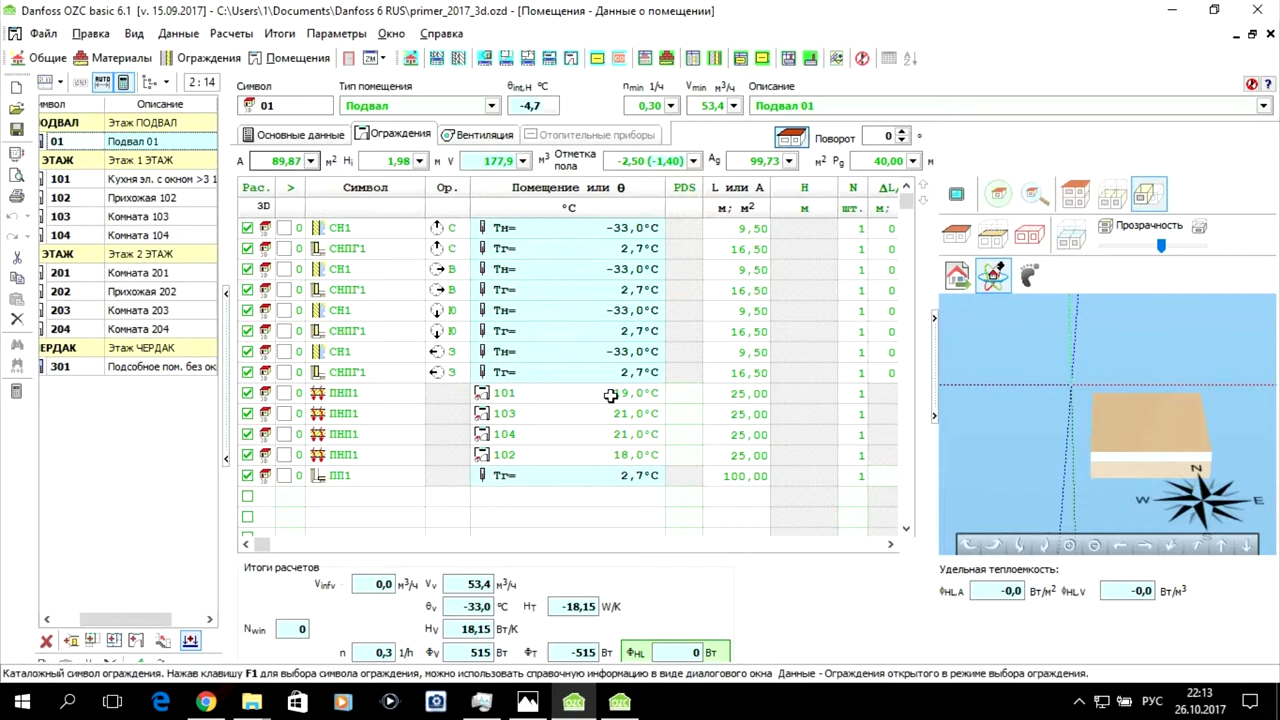 Danfoss OZC basic 6.1 [v. 15.09.2017] - C:\Users\1\Documents\Danfoss 6 RUS\primer_2017_3d.ozd - [Помещения - Данные о помещении]
Файл Правка Вид Данные Расчеты Итоги Параметры Окно Справка
Общие Материалы Ограждения Помещения
2 : 14
Символ Тип помещения θint,H °C nmin 1/ч Vmin м³/ч Описание
01 Подвал -4,7 0,30 53,4 Подвал 01
Основные данные Ограждения Вентиляция Отопительные приборы Поворот 0 °
A 89,87 м² Hi 1,98 м V 177,9 м³ Отметка пола -2,50 (-1,40) Ag 99,73 м² Pg 40,00 м
мвол Описание
ОДВАЛ Этаж ПОДВАЛ
01 Подвал 01
ЭТАЖ Этаж 1 ЭТАЖ
101 Кухня эл. с окном >3 1
102 Прихожая 102
103 Комната 103
104 Комната 104
ЭТАЖ Этаж 2 ЭТАЖ
201 Комната 201
202 Прихожая 202
203 Комната 203
204 Комната 204
ЕРДАК Этаж ЧЕРДАК
301 Подсобное пом. без ок
Рас. > Символ Ор. Помещение или θ PDS L или A H N ΔL/
3D °C м; м² м шт. м;
0 СН1 С Тн= -33,0°C 9,50 1 0
0 СНПГ1 С Тг= 2,7°C 16,50 1 0
0 СН1 В Тн= -33,0°C 9,50 1 0
0 СНПГ1 В Тг= 2,7°C 16,50 1 0
0 СН1 Ю Тн= -33,0°C 9,50 1 0
0 СНПГ1 Ю Тг= 2,7°C 16,50 1 0
0 СН1 З Тн= -33,0°C 9,50 1 0
0 СНПГ1 З Тг= 2,7°C 16,50 1 0
0 ПНП1 101 9,0°C 25,00 1
0 ПНП1 103 21,0°C 25,00 1
0 ПНП1 104 21,0°C 25,00 1
0 ПНП1 102 18,0°C 25,00 1
0 ПП1 Тг= 2,7°C 100,00 1
Прозрачность
N
W E
S
Итоги расчетов
Vinfv 0,0 м³/ч Vv 53,4 м³/ч
θv -33,0 °C HT -18,15 W/K
Nwin 0 HV 18,15 Вт/K
n 0,3 1/h ΦV 515 Вт ΦT -515 Вт ΦHL 0 Вт
Удельная теплоемкость:
ΦHL,A -0,0 Вт/м² ΦHL,V -0,0 Вт/м³
Каталожный символ ограждения. Нажав клавишу F1 для выбора символа ограждения, можно использовать справочную информацию в виде диалогового окна Данные - Ограждения открытого в режиме выбора ограждения.
РУС
22:13
26.10.2017